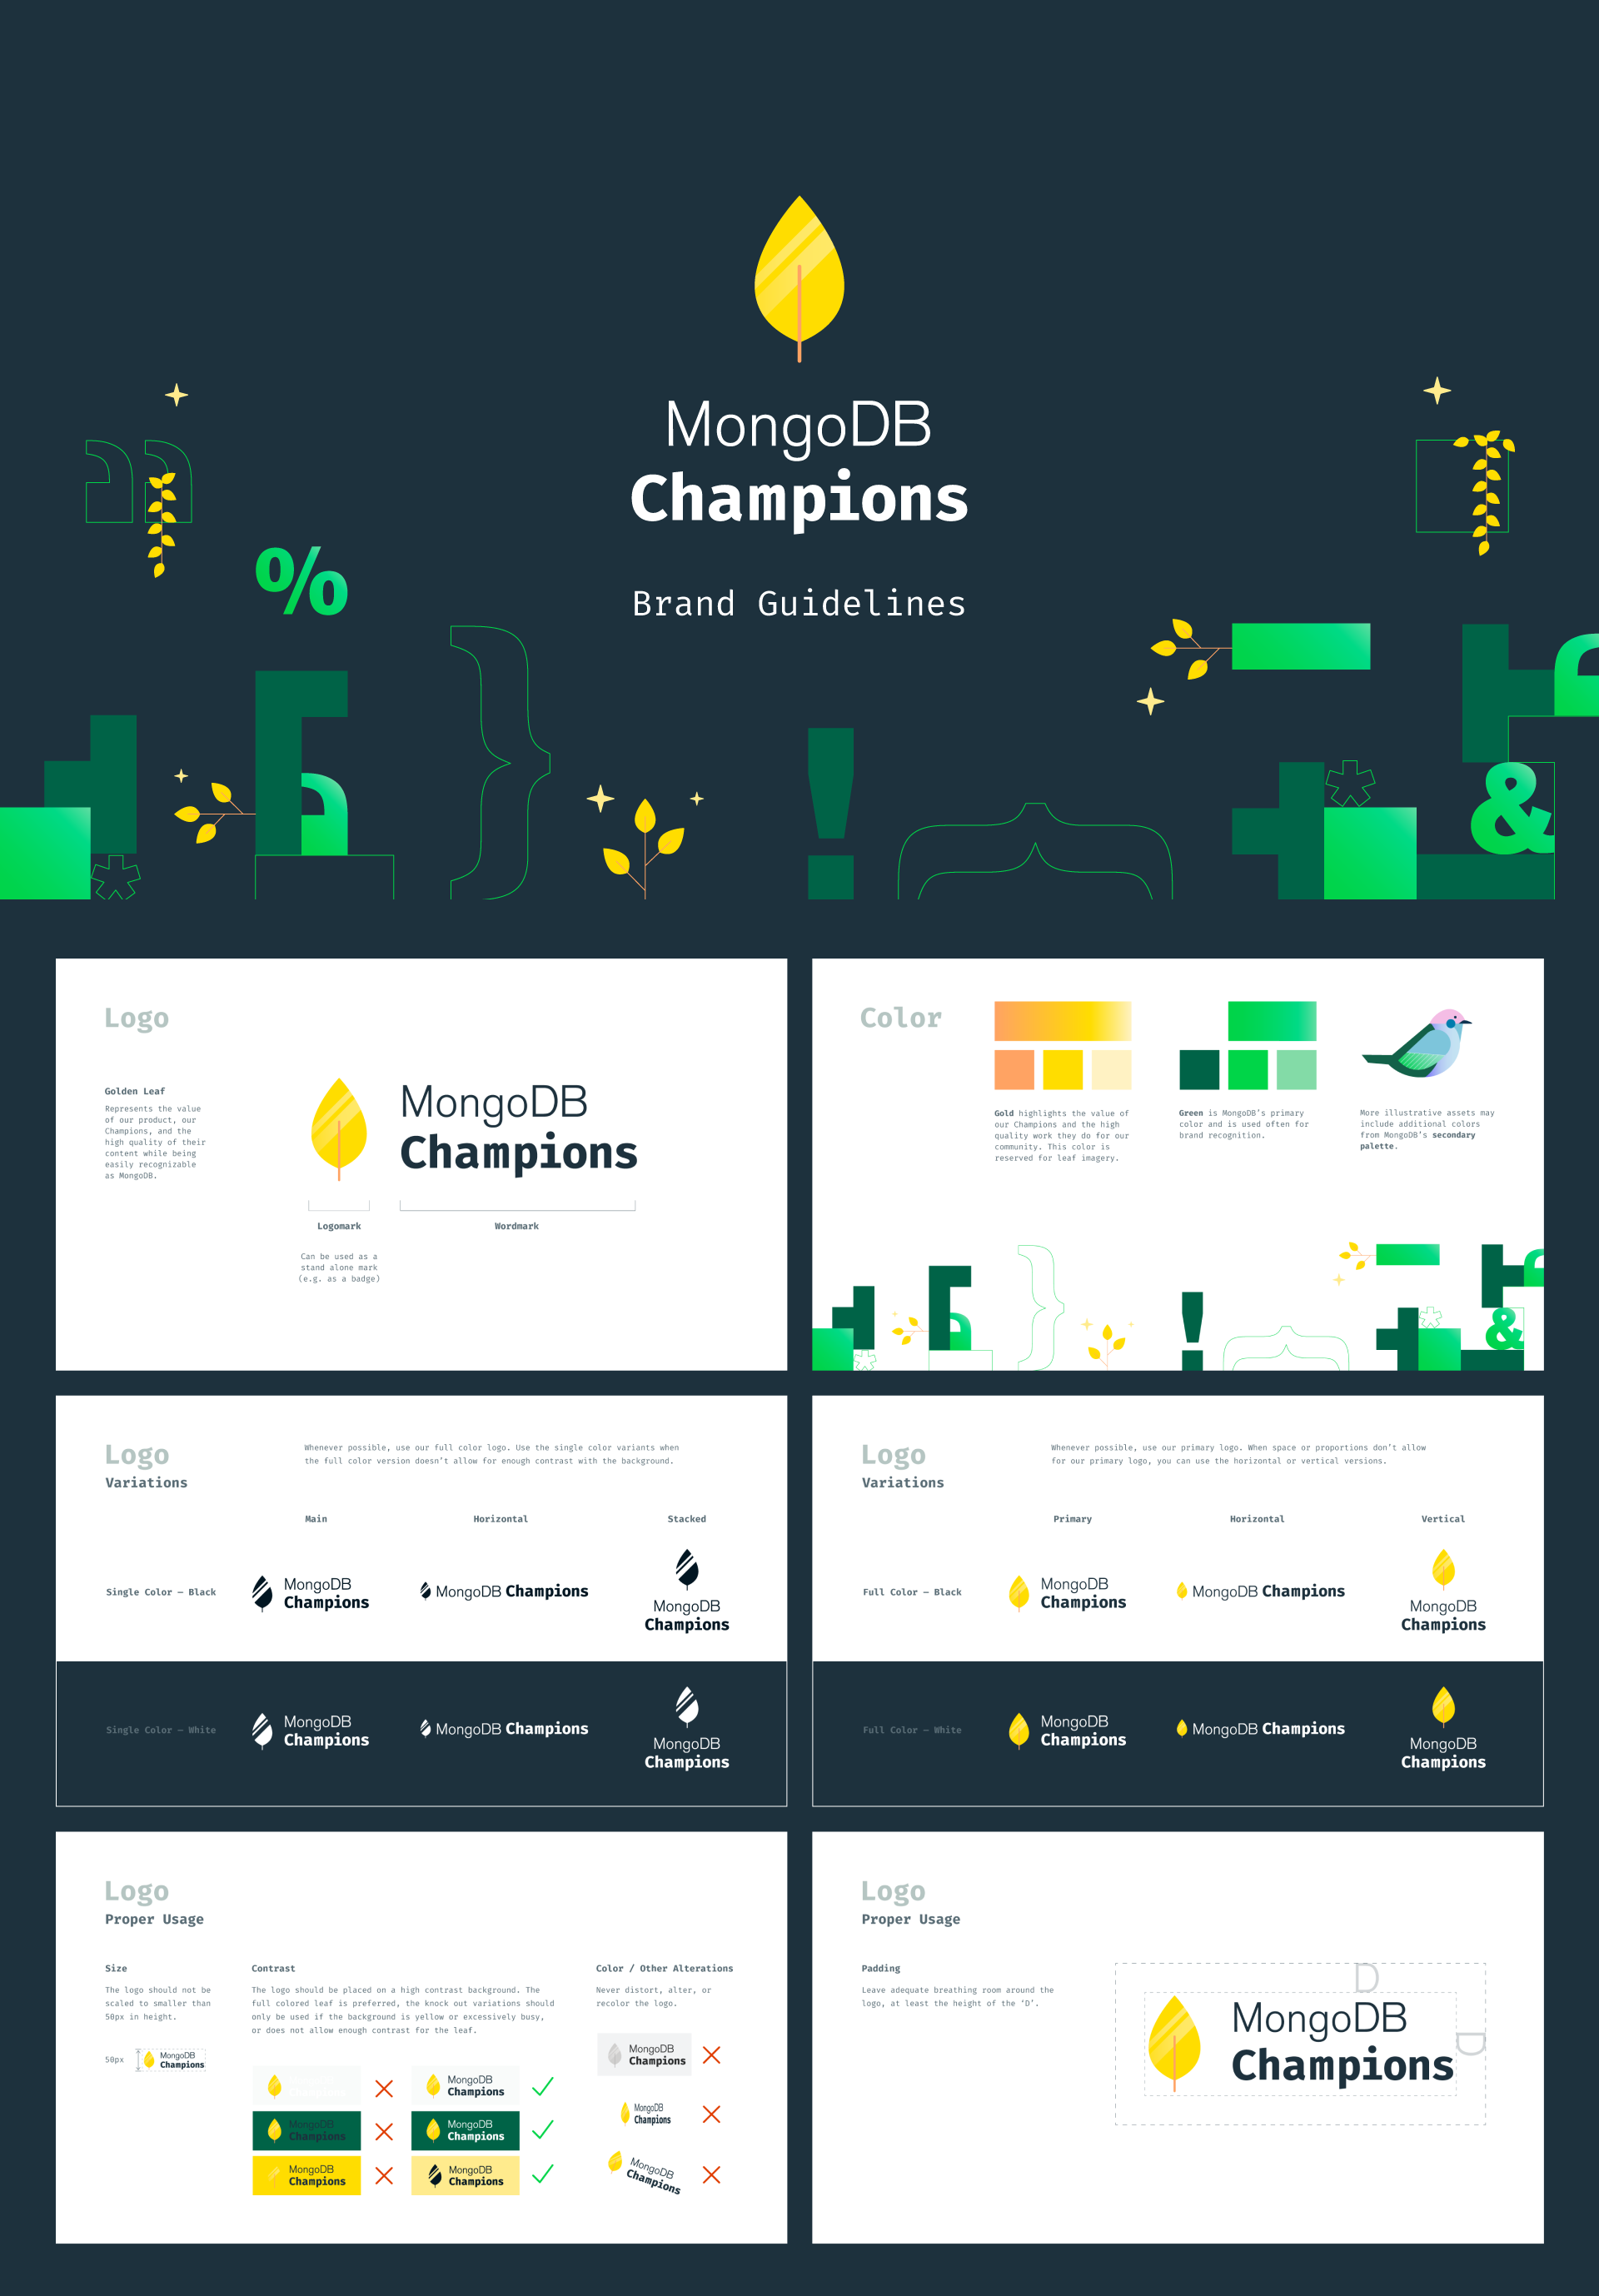 MongoDB
Champions
Brand Guidelines
%
}
!
&
*
Logo
Golden Leaf
Represents the value
of our product, our
Champions, and the
high quality of their
content while being
easily recognizable
as MongoDB.
MongoDB
Champions
Logomark
Wordmark
Can be used as a
stand alone mark
(e.g. as a badge)
Color
Gold highlights the value of
our Champions and the high
quality work they do for our
community. This color is
reserved for leaf imagery.
Green is MongoDB's primary
color and is used often for
brand recognition.
More illustrative assets may
include additional colors
from MongoDB's secondary
palette.
}
!
*
&
Logo
Variations
Whenever possible, use our full color logo. Use the single color variants when
the full color version doesn't allow for enough contrast with the background.
Main
Horizontal
Stacked
Single Color — Black
MongoDB
Champions
MongoDB Champions
MongoDB
Champions
Single Color — White
MongoDB
Champions
MongoDB Champions
MongoDB
Champions
Logo
Variations
Whenever possible, use our primary logo. When space or proportions don't allow
for our primary logo, you can use the horizontal or vertical versions.
Primary
Horizontal
Vertical
Full Color — Black
MongoDB
Champions
MongoDB Champions
MongoDB
Champions
Full Color — White
MongoDB
Champions
MongoDB Champions
MongoDB
Champions
Logo
Proper Usage
Size
The logo should not be
scaled to smaller than
50px in height.
50px
MongoDB
Champions
Contrast
The logo should be placed on a high contrast background. The
full colored leaf is preferred, the knock out variations should
only be used if the background is yellow or excessively busy,
or does not allow enough contrast for the leaf.
MongoDB
Champions
MongoDB
Champions
MongoDB
Champions
MongoDB
Champions
MongoDB
Champions
MongoDB
Champions
Color / Other Alterations
Never distort, alter, or
recolor the logo.
MongoDB
Champions
MongoDB
Champions
MongoDB
Champions
Logo
Proper Usage
Padding
Leave adequate breathing room around the
logo, at least the height of the 'D'.
D
MongoDB
Champions
D